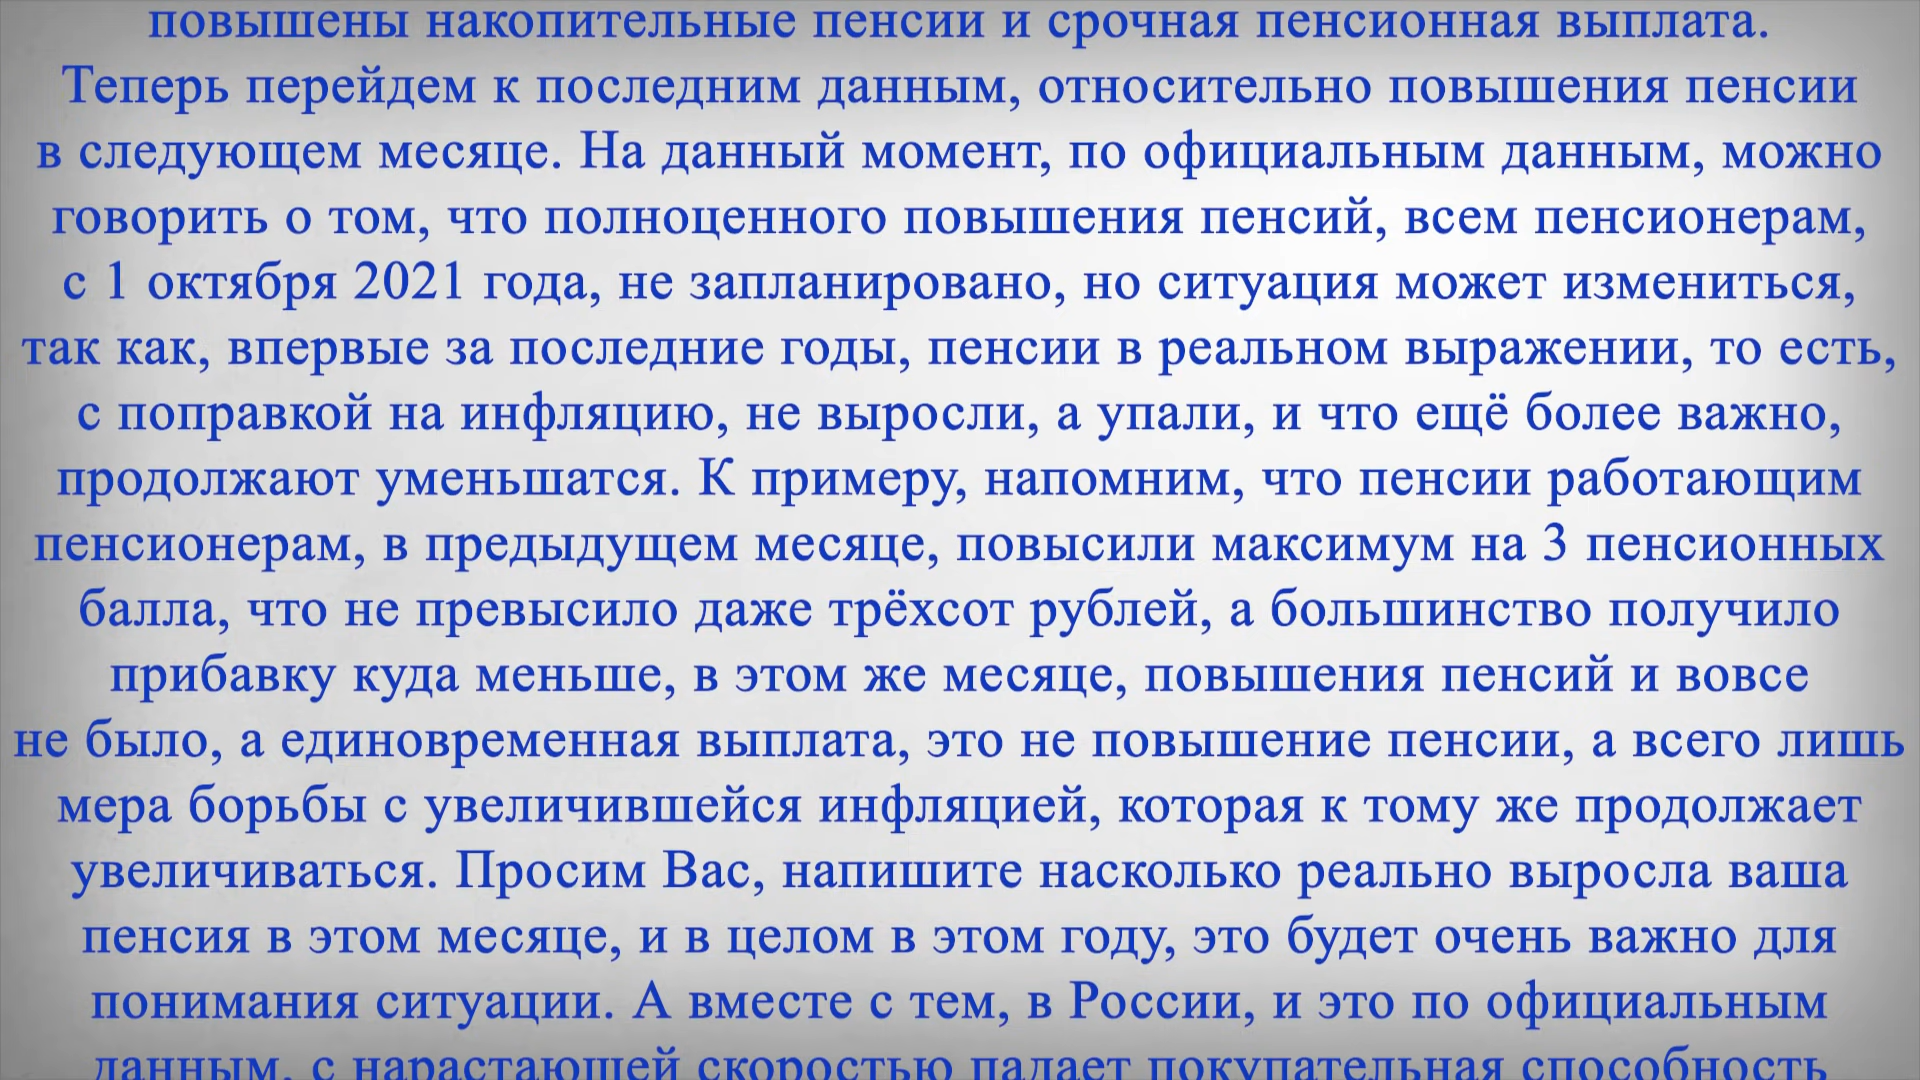 повышены накопительные пенсии и срочная пенсионная выплата.
Теперь перейдем к последним данным, относительно повышения пенсии
в следующем месяце. На данный момент, по официальным данным, можно
говорить о том, что полноценного повышения пенсий, всем пенсионерам,
с 1 октября 2021 года, не запланировано, но ситуация может измениться,
так как, впервые за последние годы, пенсии в реальном выражении, то есть,
с поправкой на инфляцию, не выросли, а упали, и что ещё более важно,
продолжают уменьшатся. К примеру, напомним, что пенсии работающим
пенсионерам, в предыдущем месяце, повысили максимум на 3 пенсионных
балла, что не превысило даже трёхсот рублей, а большинство получило
прибавку куда меньше, в этом же месяце, повышения пенсий и вовсе
не было, а единовременная выплата, это не повышение пенсии, а всего лишь
мера борьбы с увеличившейся инфляцией, которая к тому же продолжает
увеличиваться. Просим Вас, напишите насколько реально выросла ваша
пенсия в этом месяце, и в целом в этом году, это будет очень важно для
понимания ситуации. А вместе с тем, в России, и это по официальным
данным, с нарастающей скоростью падает покупательная способность